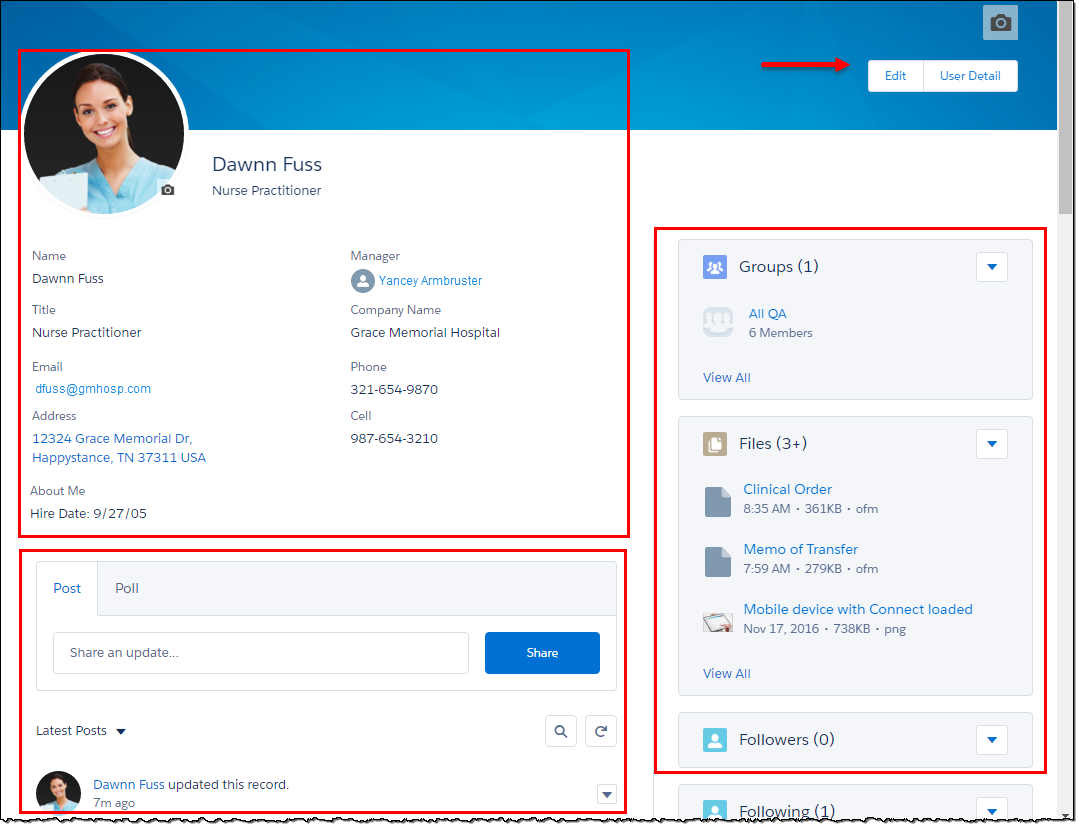 Edit
User Detail
Dawnn Fuss
Nurse Practitioner
Name
Dawnn Fuss
Manager
Yancey Armbruster
Title
Nurse Practitioner
Company Name
Grace Memorial Hospital
Email
dfuss@gmhosp.com
Phone
321-654-9870
Address
12324 Grace Memorial Dr,
Happystance, TN 37311 USA
Cell
987-654-3210
About Me
Hire Date: 9/27/05
Post
Poll
Share an update...
Share
Latest Posts
Dawnn Fuss updated this record.
7m ago
Groups (1)
All QA
6 Members
View All
Files (3+)
Clinical Order
8:35 AM • 361KB • ofm
Memo of Transfer
7:59 AM • 279KB • ofm
Mobile device with Connect loaded
Nov 17, 2016 • 738KB • png
View All
Followers (0)
Following (1)